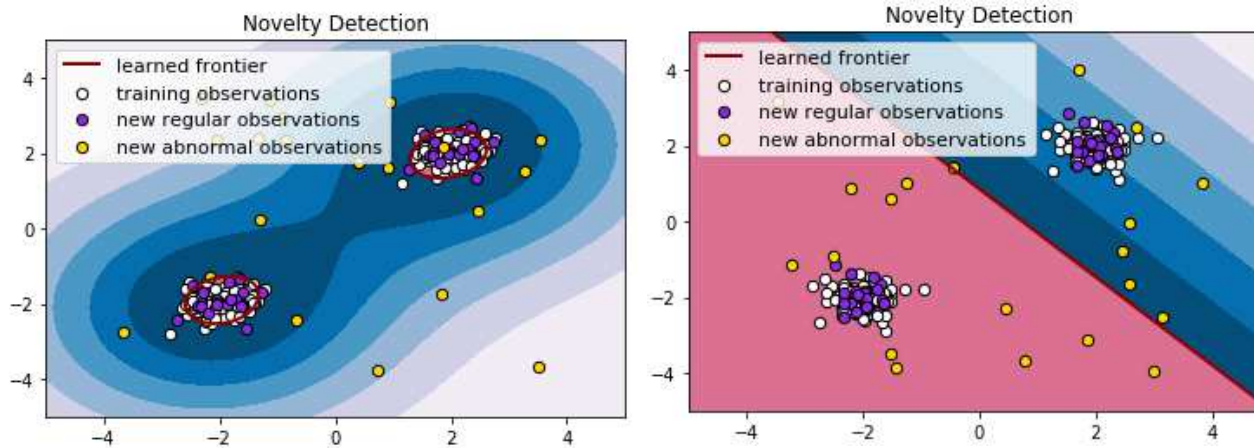 Novelty Detection
learned frontier
training observations
new regular observations
new abnormal observations
4
2
0
−2
−4
−4
−2
0
2
4
Novelty Detection
learned frontier
training observations
new regular observations
new abnormal observations
4
2
0
−2
−4
−4
−2
0
2
4